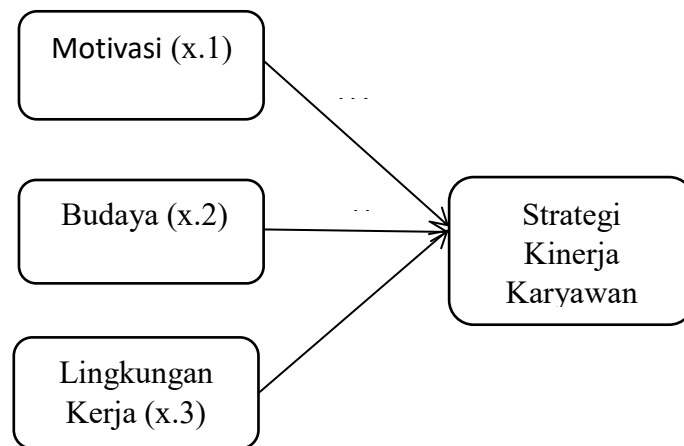 Motivasi (x.1)
Budaya (x.2)
Lingkungan
Kerja (x.3)
Strategi
Kinerja
Karyawan